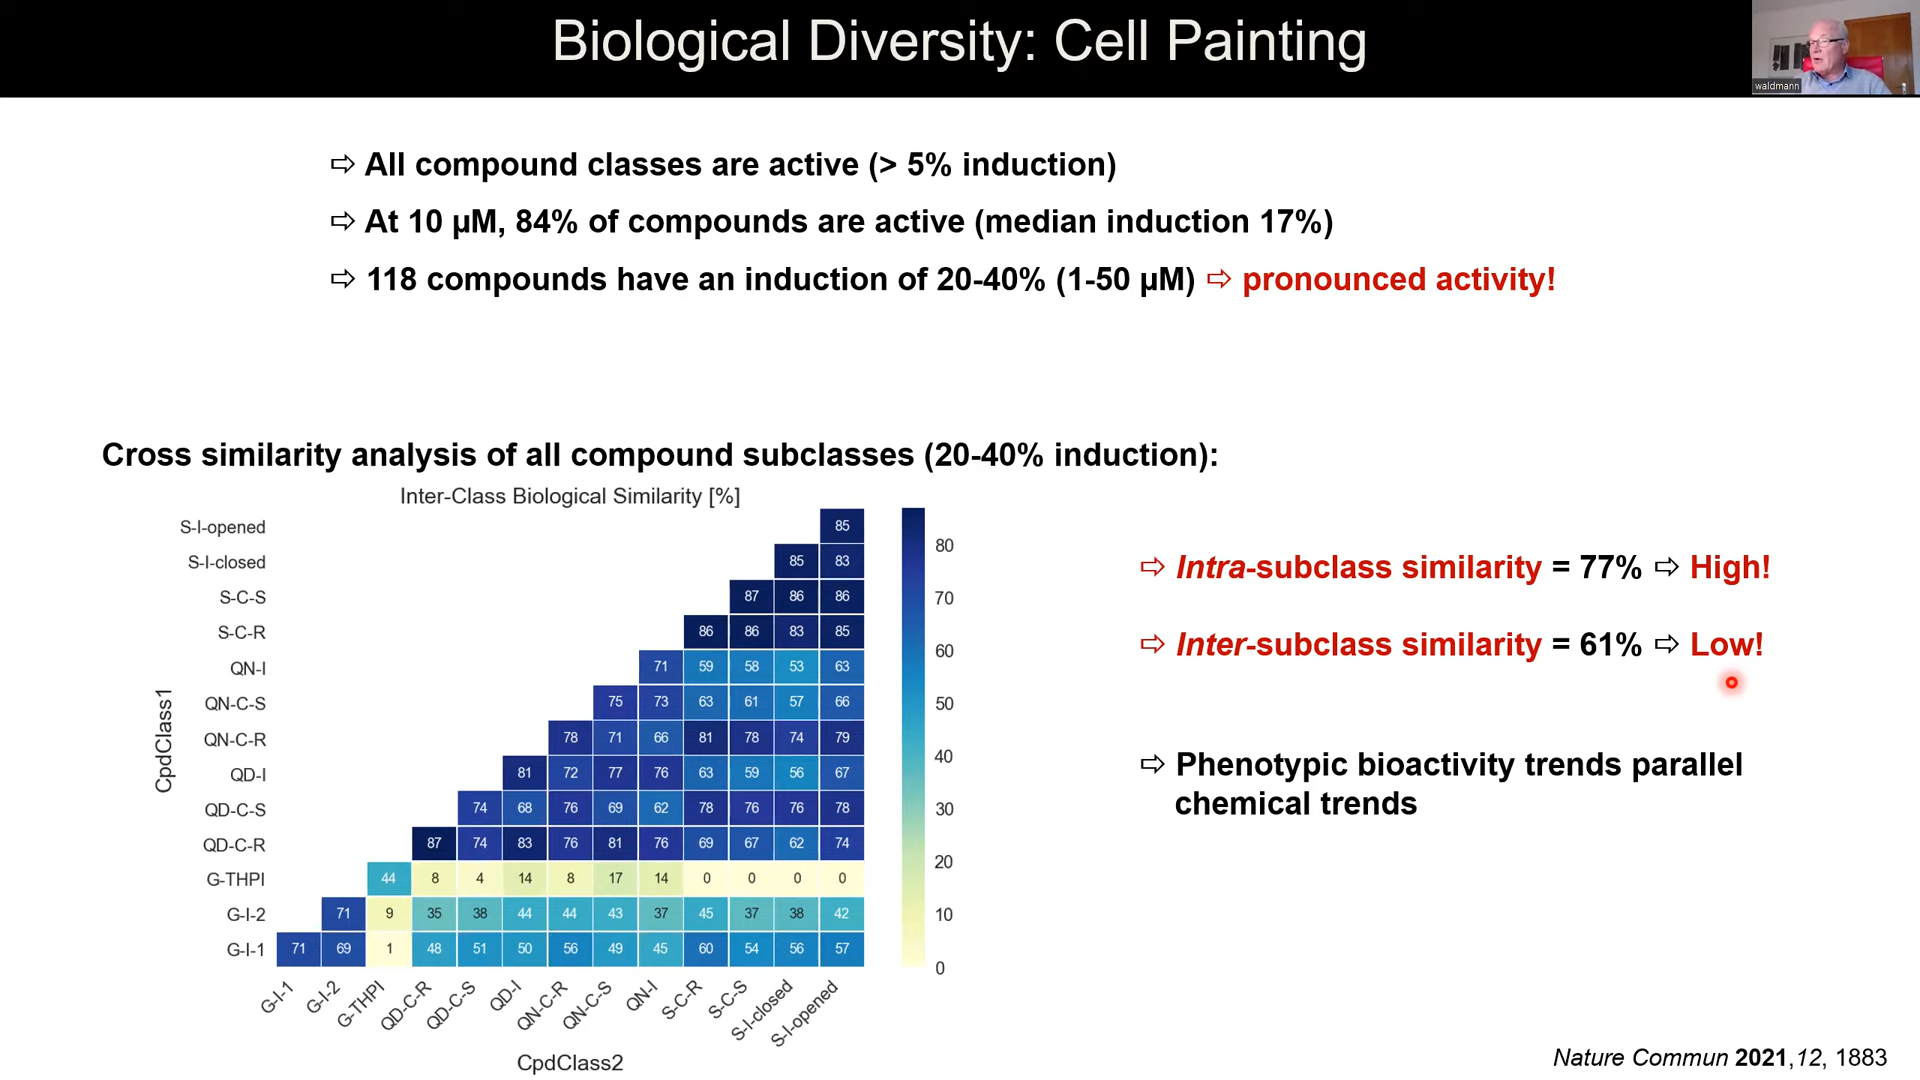 Biological Diversity: Cell Painting
waldmann
⇨ All compound classes are active (> 5% induction)
⇨ At 10 µM, 84% of compounds are active (median induction 17%)
⇨ 118 compounds have an induction of 20-40% (1-50 µM) ⇨ pronounced activity!
Cross similarity analysis of all compound subclasses (20-40% induction):
Inter-Class Biological Similarity [%]
CpdClass1
S-I-opened 85
S-I-closed 85 83
S-C-S 87 86 86
S-C-R 86 86 83 85
QN-I 71 59 58 53 63
QN-C-S 75 73 63 61 57 66
QN-C-R 78 71 66 81 78 74 79
QD-I 81 72 77 76 63 59 56 67
QD-C-S 74 68 76 69 62 78 76 76 78
QD-C-R 87 74 83 76 81 76 69 67 62 74
G-THPI 44 8 4 14 8 17 14 0 0 0 0
G-I-2 71 9 35 38 44 44 43 37 45 37 38 42
G-I-1 71 69 1 48 51 50 56 49 45 60 54 56 57
G-I-1 G-I-2 G-THPI QD-C-R QD-C-S QD-I QN-C-R QN-C-S QN-I S-C-R S-C-S S-I-closed S-I-opened
CpdClass2
80
70
60
50
40
30
20
10
0
⇨ Intra-subclass similarity = 77% ⇨ High!
⇨ Inter-subclass similarity = 61% ⇨ Low!
⇨ Phenotypic bioactivity trends parallel
chemical trends
Nature Commun 2021,12, 1883